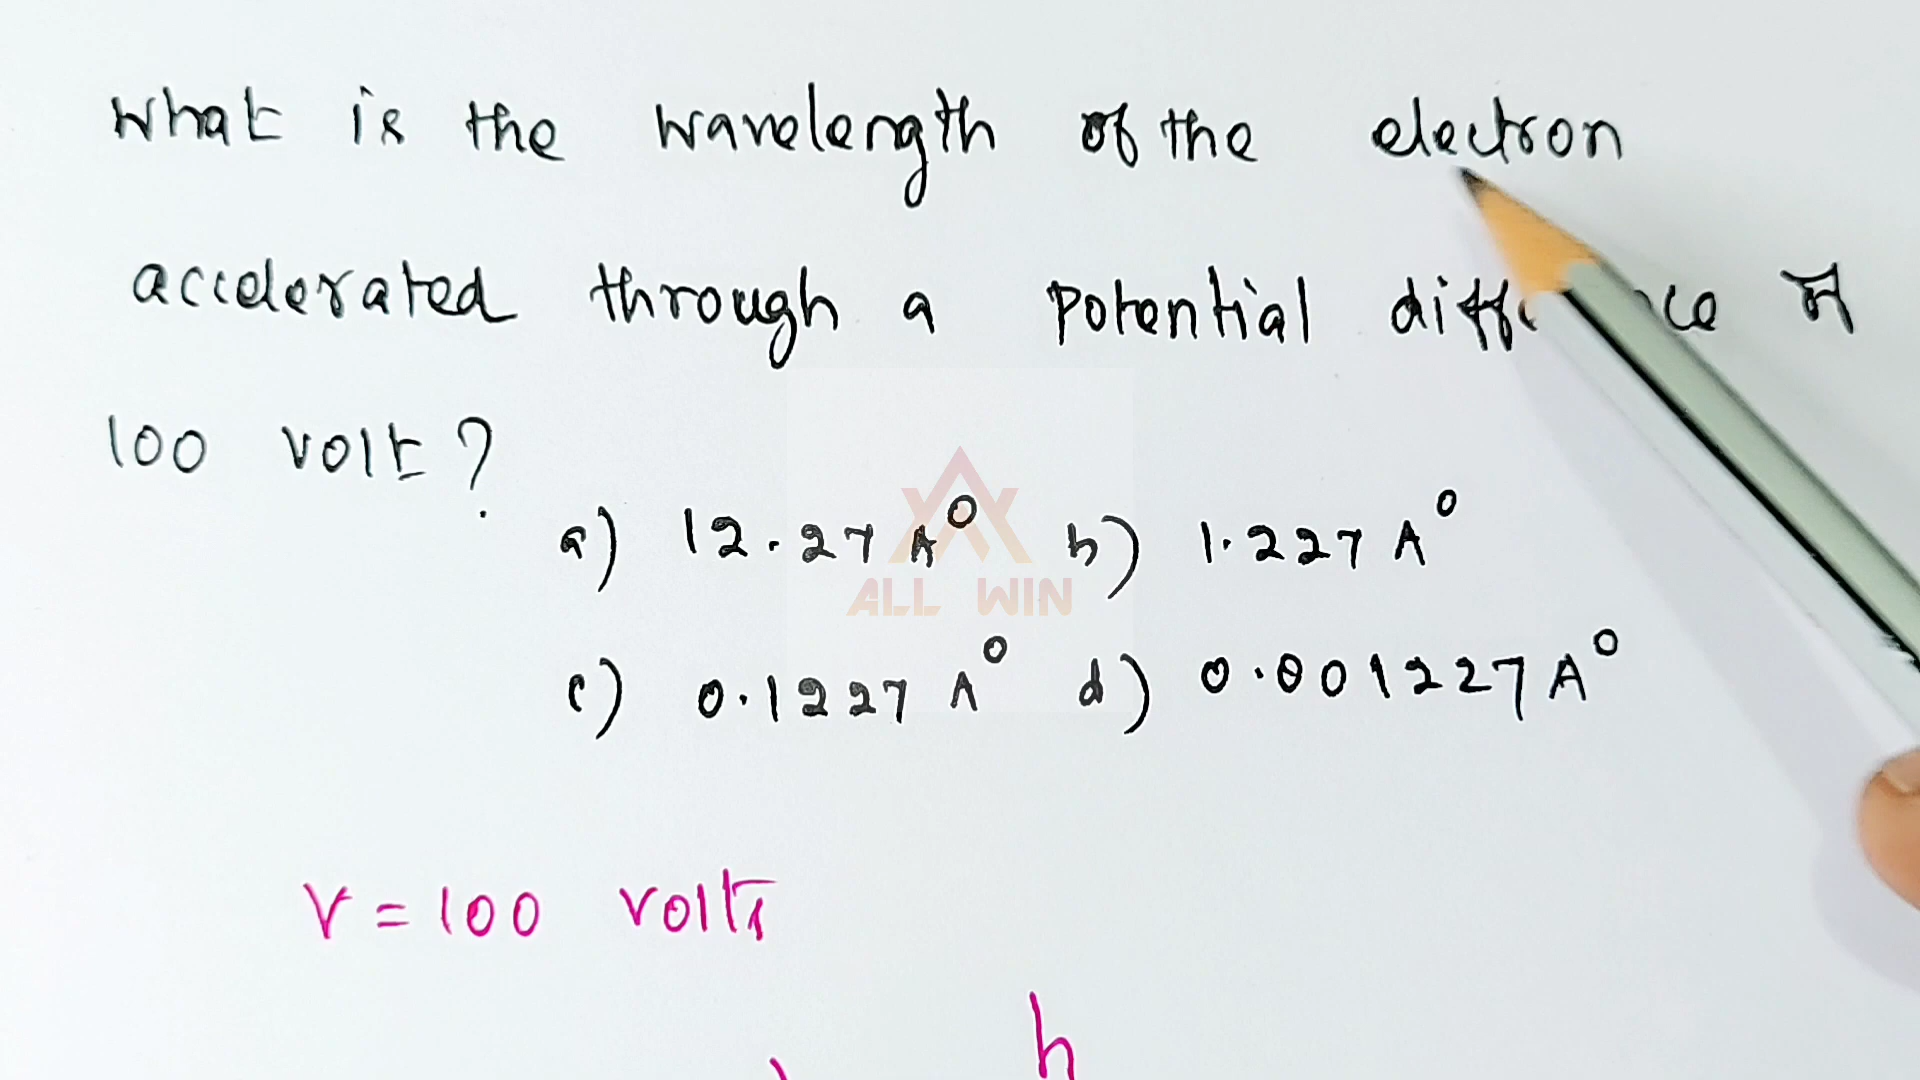 What is the wavelength of the electron
accelerated through a potential of
100 volt?
a) 12.27 A° b) 1.227 A°
ALL WIN
c) 0.1227 A° d) 0.001227 A°
V = 100 volts
h